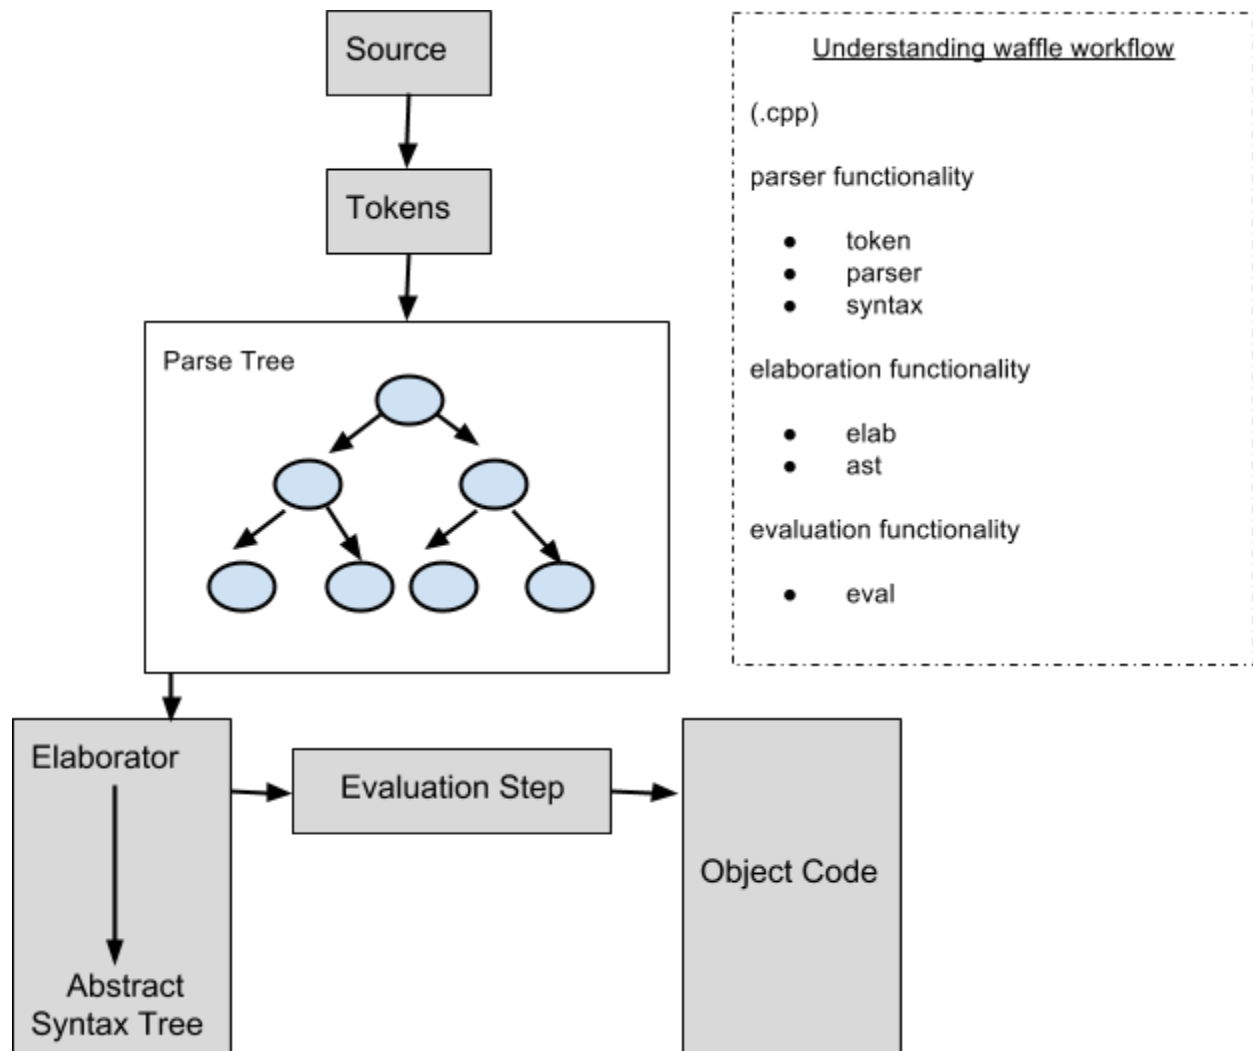 Source
Tokens
Parse Tree
Elaborator
Abstract
Syntax Tree
Evaluation Step
Object Code
Understanding waffle workflow
(.cpp)
parser functionality
● token
● parser
● syntax
elaboration functionality
● elab
● ast
evaluation functionality
● eval